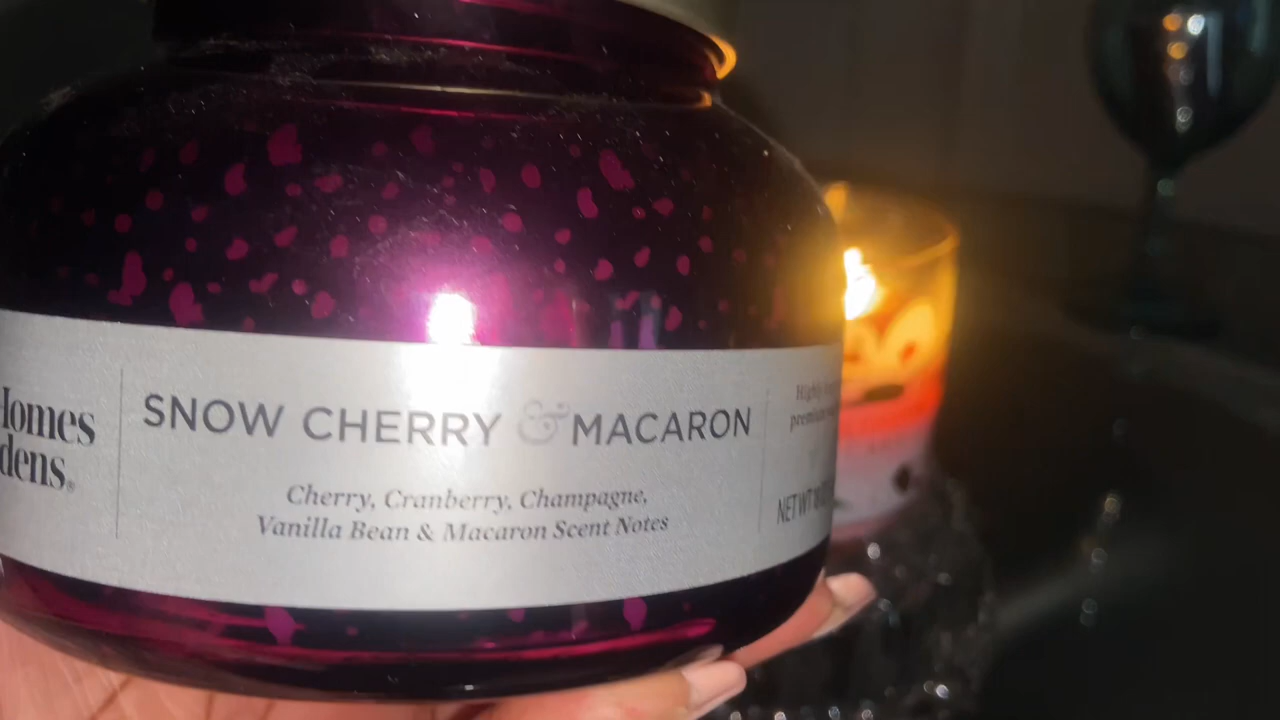 Homes
dens®
SNOW CHERRY & MACARON
Cherry, Cranberry, Champagne,
Vanilla Bean & Macaron Scent Notes
NET WT